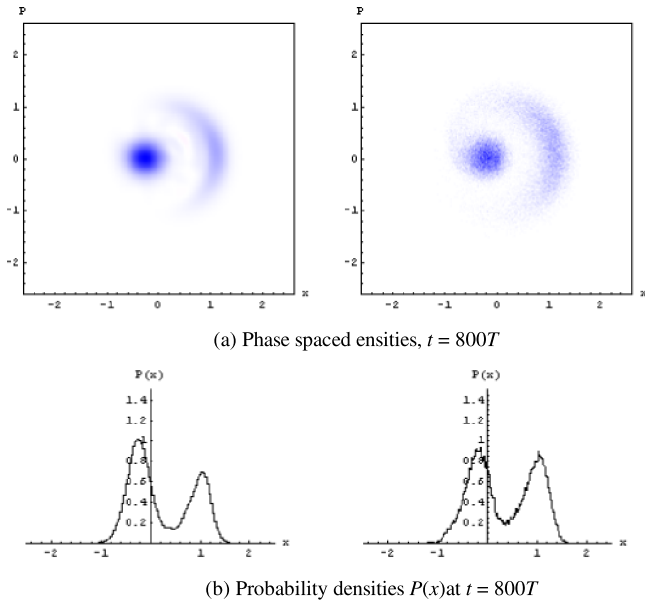 P P
2 2
1 1
0 0
-1 -1
-2 -2
x x
-2 -1 0 1 2 -2 -1 0 1 2
(a) Phase spaced ensities, t = 800T
P(x) P(x)
1.4 1.4
1.2 1.2
1 1
0.8 0.8
0.6 0.6
0.4 0.4
0.2 0.2
x x
-2 -1 1 2 -2 -1 1 2
(b) Probability densities P(x)at t = 800T